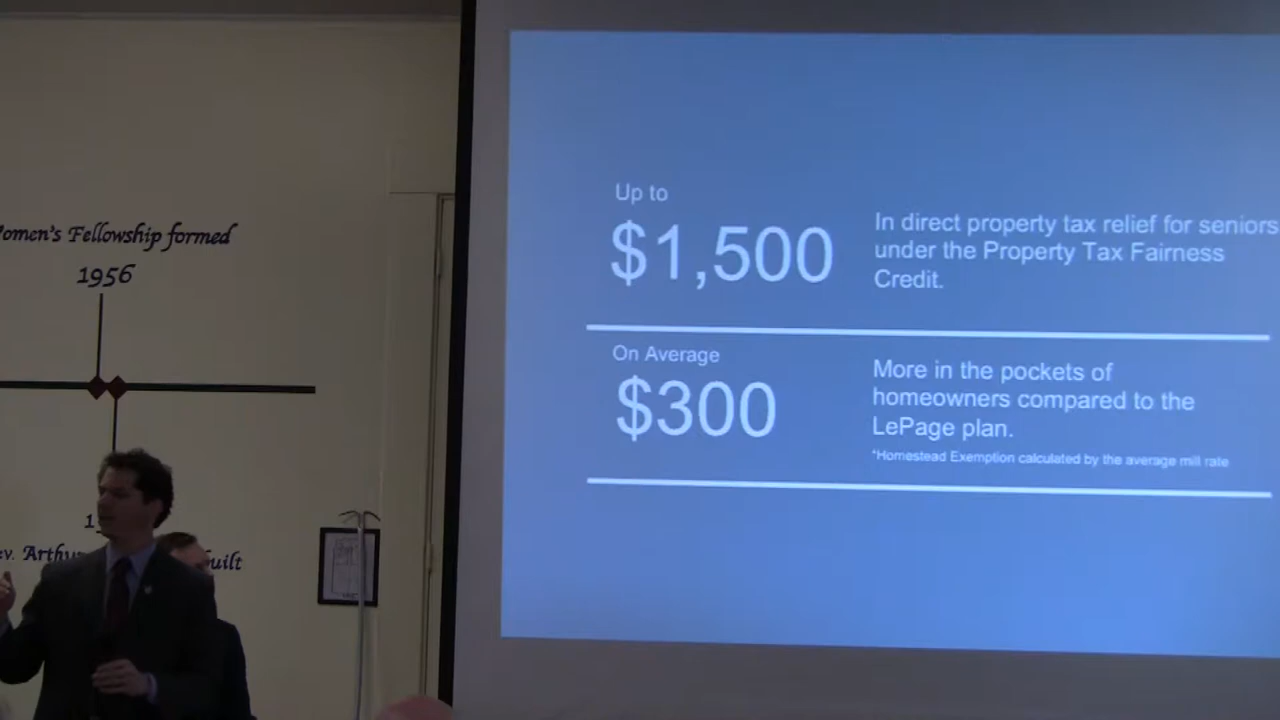 Women's Fellowship formed
1956
Up to
$1,500
In direct property tax relief for seniors
under the Property Tax Fairness
Credit.
On Average
$300
More in the pockets of
homeowners compared to the
LePage plan.
*Homestead Exemption calculated by the average mill rate